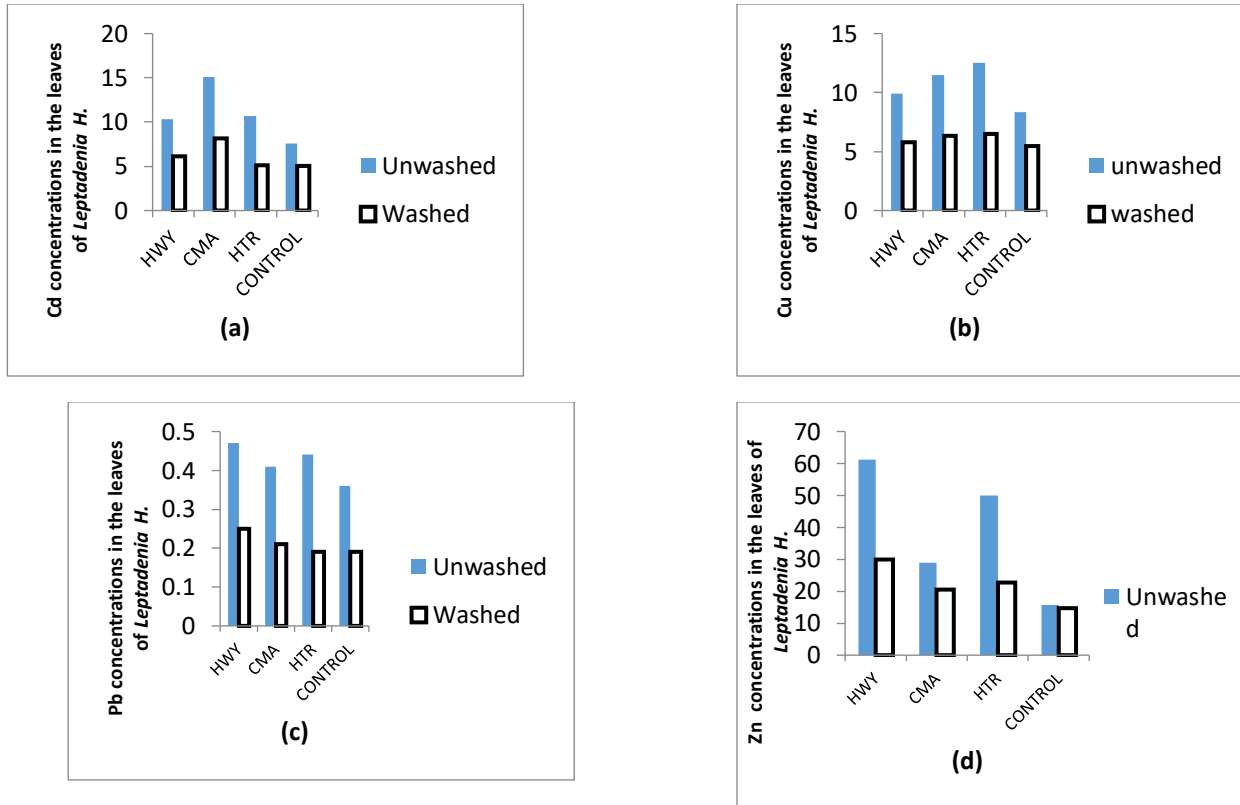 Cd concentrations in the leaves
of Leptadenia H.
20
15
10
5
0
HWY
CMA
HTR
CONTROL
Unwashed
Washed
(a)
Cu concentrations in the leaves
of Leptadenia H.
15
10
5
0
HWY
CMA
HTR
CONTROL
unwashed
washed
(b)
Pb concentrations in the leaves
of Leptadenia H.
0.5
0.4
0.3
0.2
0.1
0
HWY
CMA
HTR
CONTROL
Unwashed
Washed
(c)
Zn concentrations in the leaves of
Leptadenia H.
70
60
50
40
30
20
10
0
HWY
CMA
HTR
CONTROL
Unwashe
d
(d)